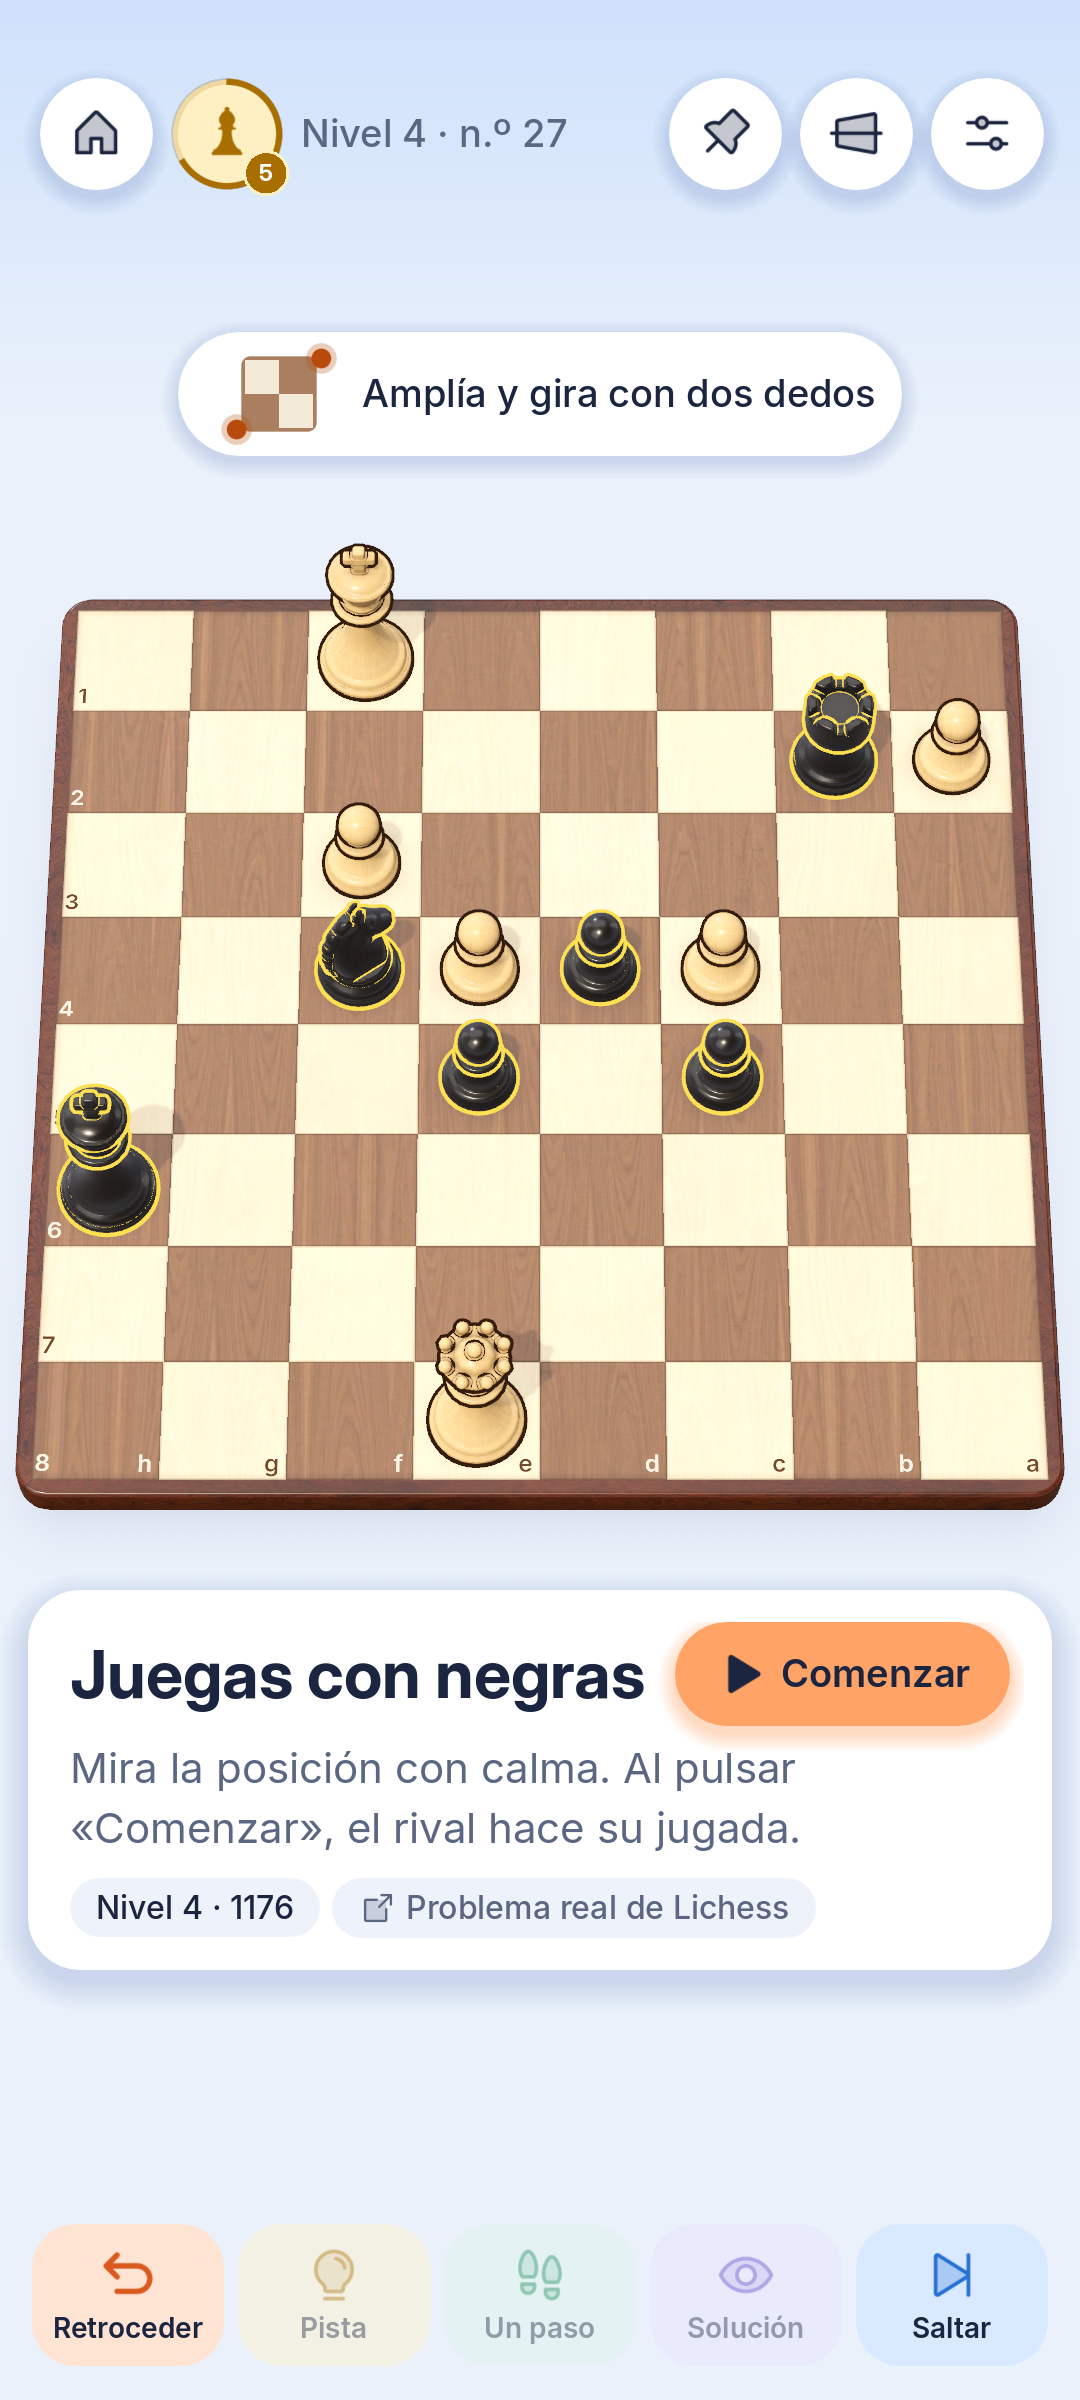 Nivel 4 · n.º 27
5
Amplía y gira con dos dedos
1
2
3
4
6
7
8 h g f e d c b a
Juegas con negras
Comenzar
Mira la posición con calma. Al pulsar
«Comenzar», el rival hace su jugada.
Nivel 4 · 1176
Problema real de Lichess
Retroceder
Pista
Un paso
Solución
Saltar